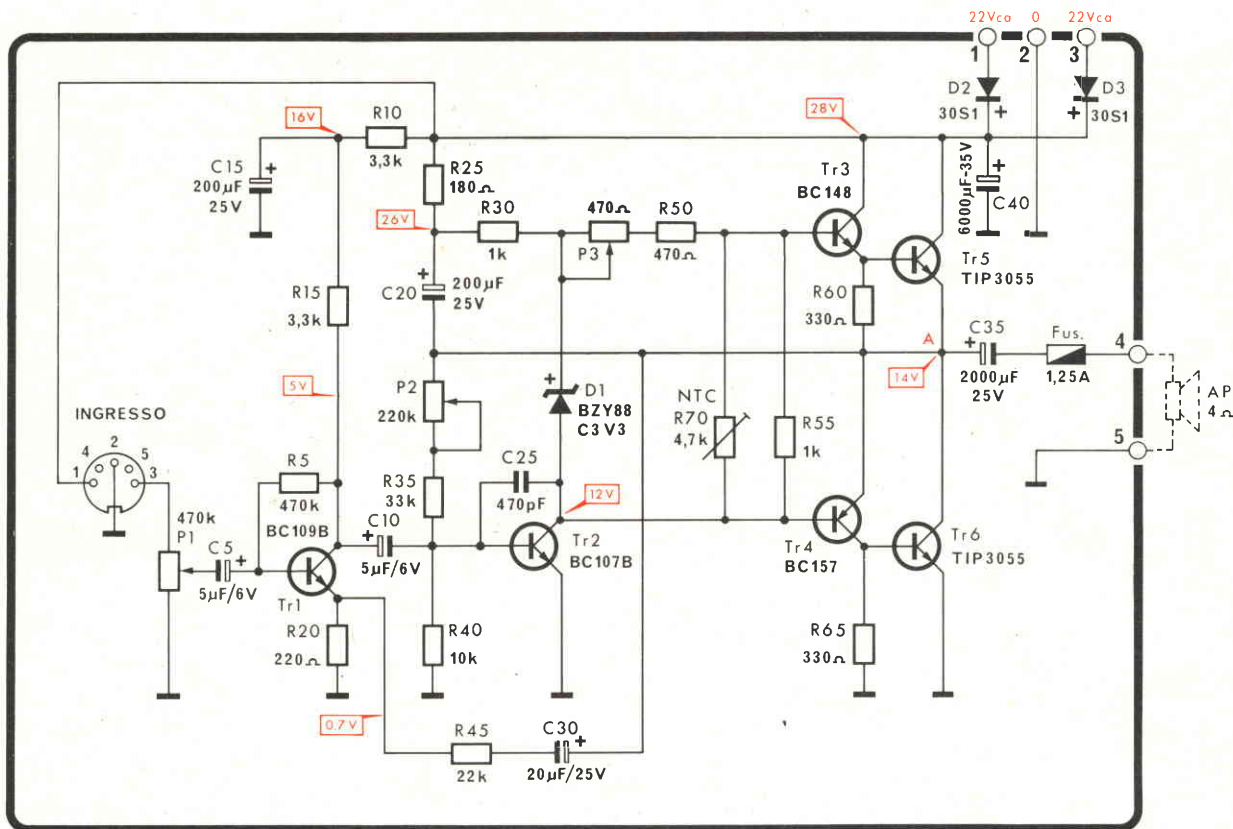 22Vca 0 22Vca
1 2 3
D2
30S1
+
D3
30S1
+
16V
R10
3,3k
28V
C15
200µF
25V
+
R25
180Ω
26V
R30
1k
470Ω
P3
R50
470Ω
Tr3
BC148
6000µF-35V
+
C40
Tr5
TIP3055
+
C20
200µF
25V
R15
3,3k
R60
330Ω
A
14V
+
C35
2000µF
25V
Fus.
1,25A
4
AP
4Ω
5
5V
P2
220k
+
D1
BZY88
C3V3
NTC
R70
4,7k
R55
1k
INGRESSO
4 2 5
1 3
R5
470k
BC109B
R35
33k
C25
470pF
12V
470k
P1
C5
+
5µF/6V
Tr1
C10
+
5µF/6V
Tr2
BC107B
Tr4
BC157
Tr6
TIP3055
R20
220Ω
R40
10k
R65
330Ω
0.7V
R45
22k
C30
+
20µF/25V